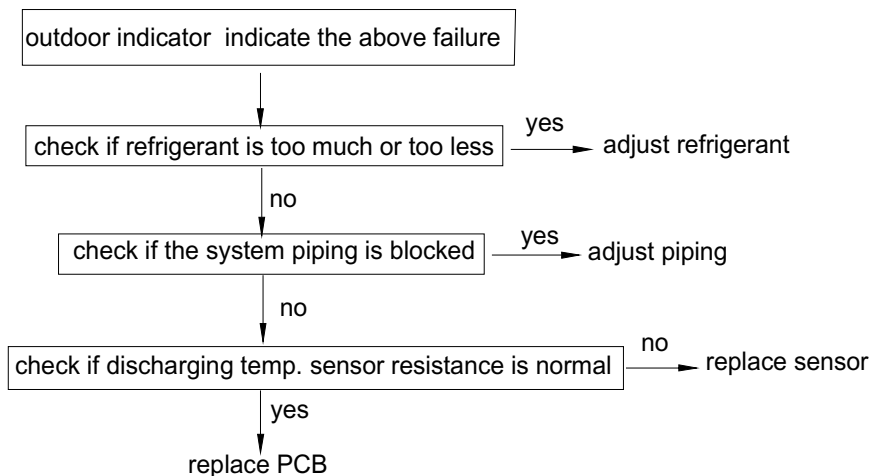 outdoor indicator indicate the above failure
check if refrigerant is too much or too less
yes
adjust refrigerant
no
check if the system piping is blocked
yes
adjust piping
no
check if discharging temp. sensor resistance is normal
no
replace sensor
yes
replace PCB